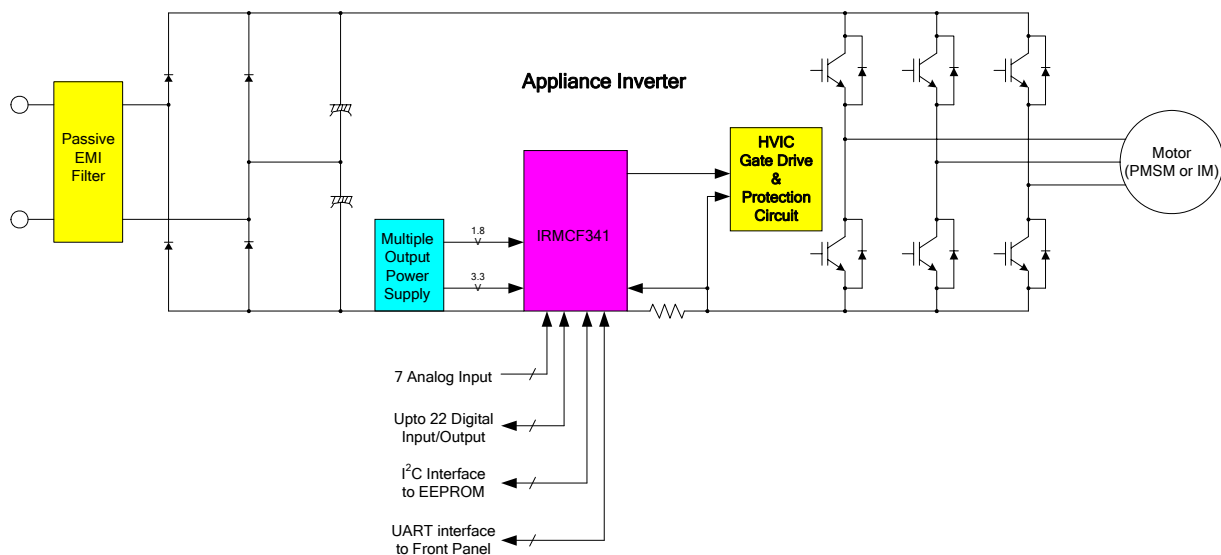 Appliance Inverter
Passive
EMI
Filter
HVIC
Gate Drive
&
Protection
Circuit
Motor
(PMSM or IM)
IRMCF341
Multiple
Output
Power
Supply
1.8
V
3.3
V
7 Analog Input
Upto 22 Digital
Input/Output
I²C Interface
to EEPROM
UART interface
to Front Panel